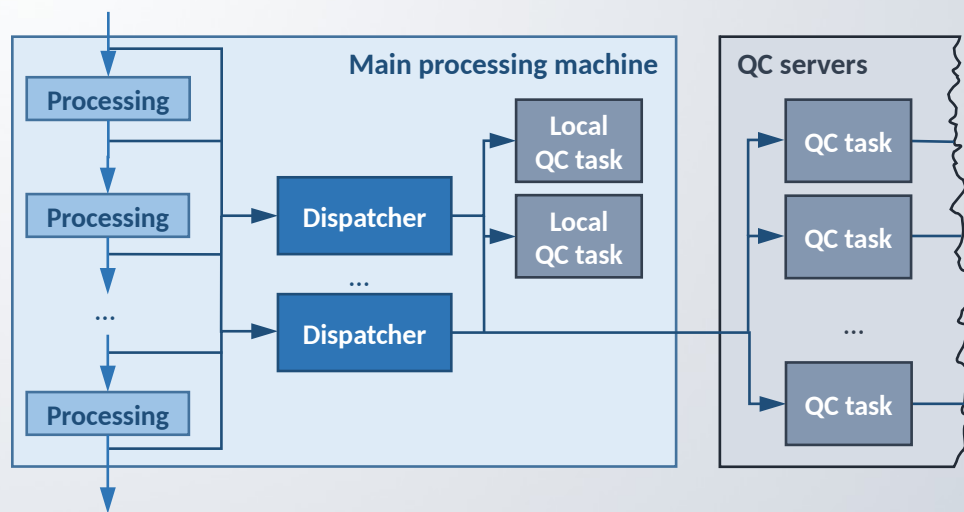 Main processing machine
QC servers
Processing
Processing
...
Processing
Dispatcher
...
Dispatcher
Local
QC task
Local
QC task
QC task
QC task
...
QC task